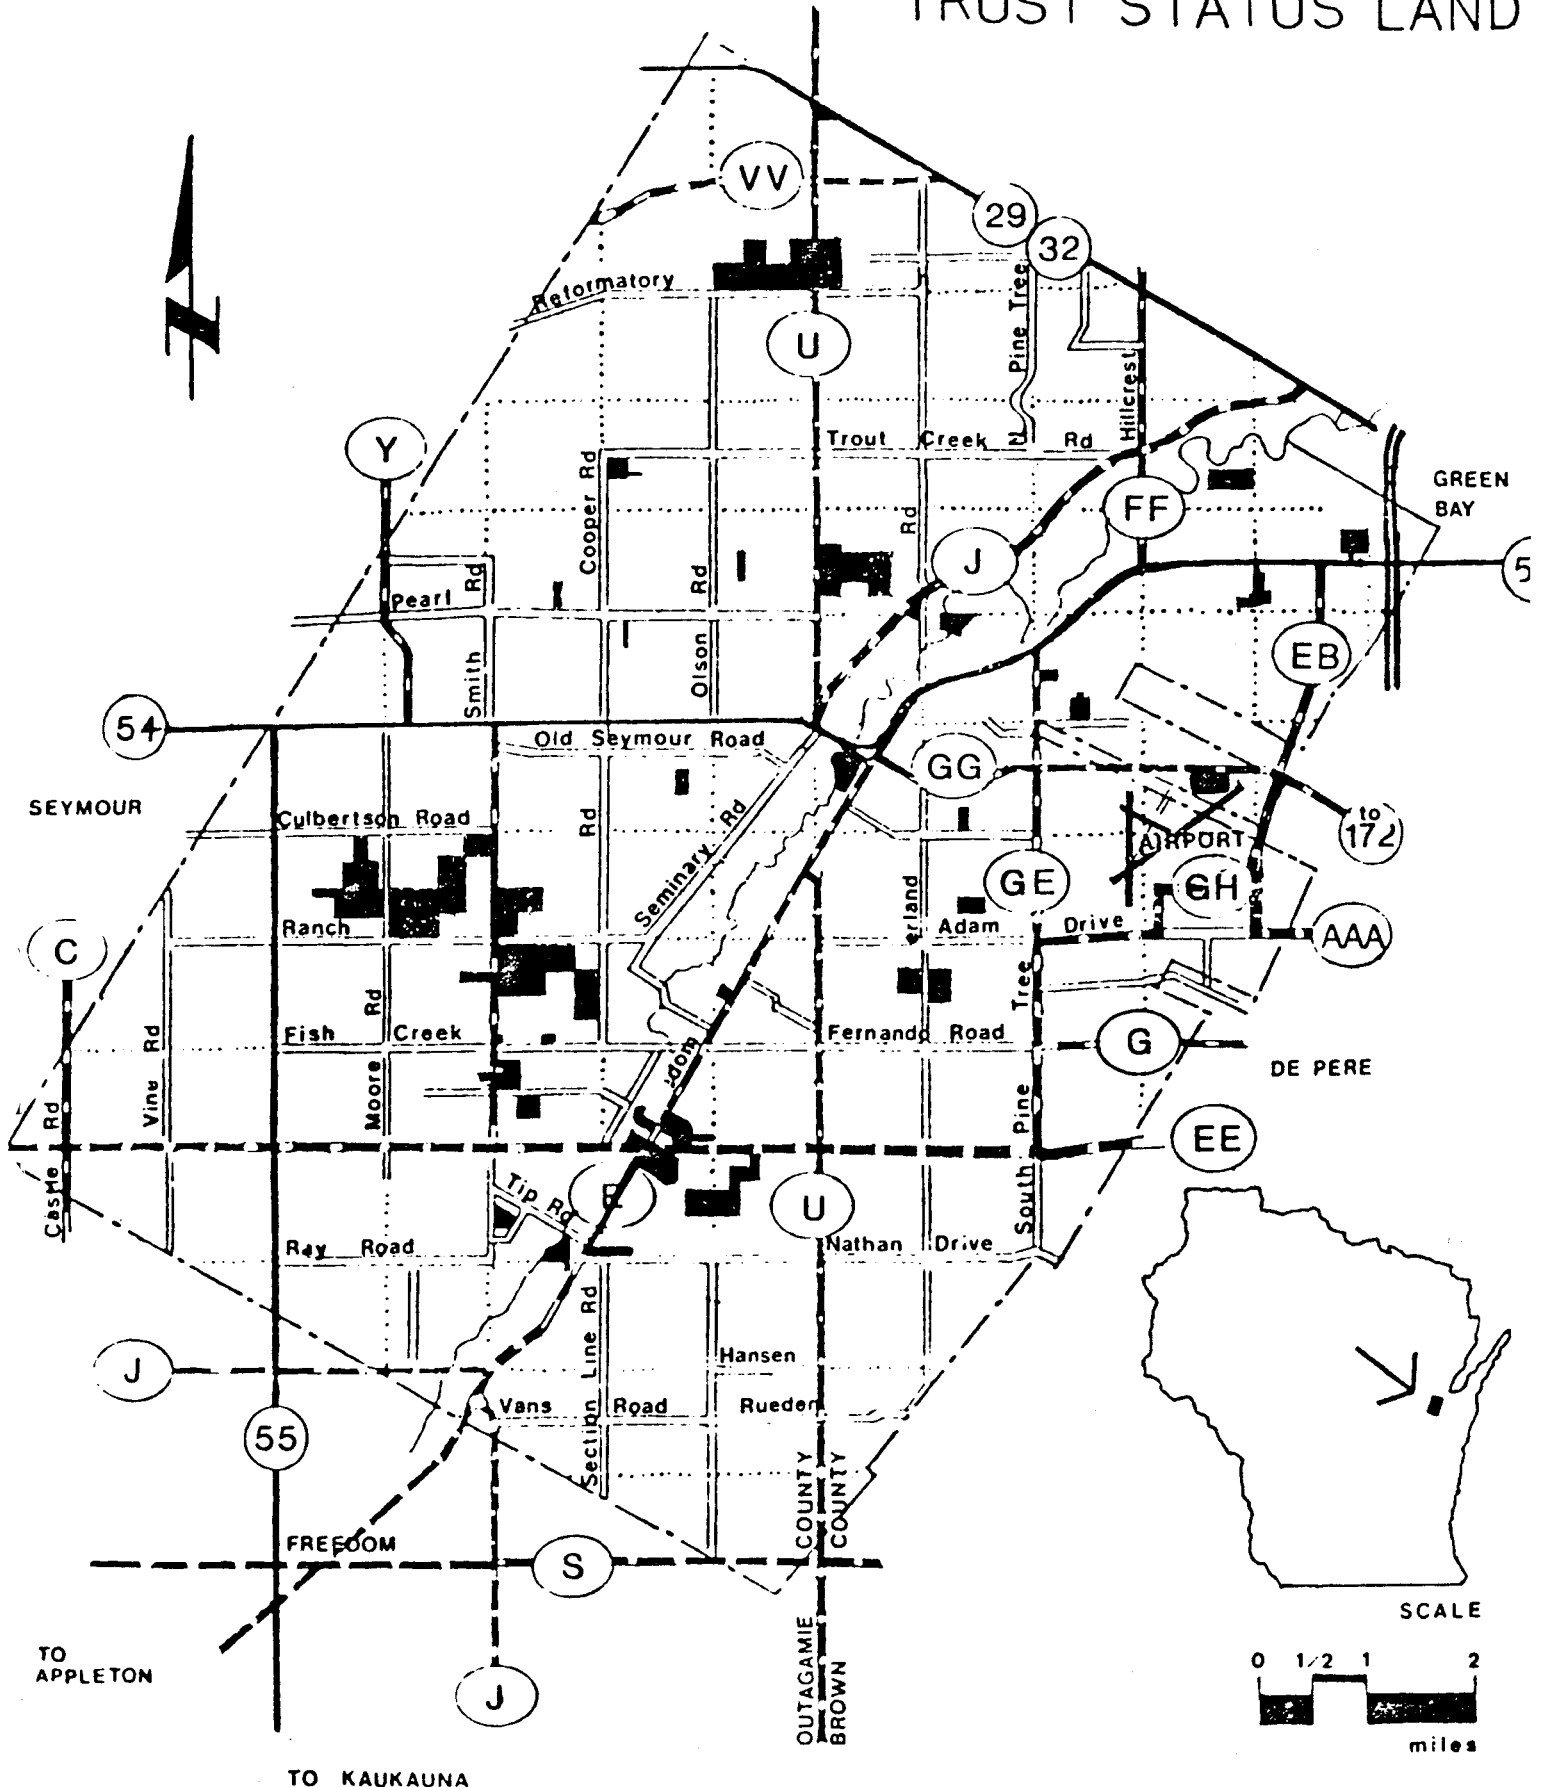 TRUST STATUS LAND
VV
29
32
Reformatory
U
N Pine Tree
Hillcrest
Y
Trout Creek Rd
Cooper Rd
GREEN
BAY
FF
Rd
J
Rd
Olson
Rd
Smith
Pearl
EB
54
Old Seymour Road
GG
SEYMOUR
Culbertson Road
Rd
Seminary Rd
to
172
AIRPORT
GE
GH
Ranch
Adam Drive
AAA
C
Vine Rd
Moore Rd
Fish Creek
Fernando Road
G
DE PERE
Castle Rd
South Pine Tree
EE
Tip Rd
E
U
Ray Road
Nathan Drive
Section Line Rd
J
Hansen
Vans Road
Rueden
55
FREEDOM
S
OUTAGAMIE COUNTY
BROWN COUNTY
SCALE
0 1/2 1 2
miles
TO
APPLETON
J
TO KAUKAUNA